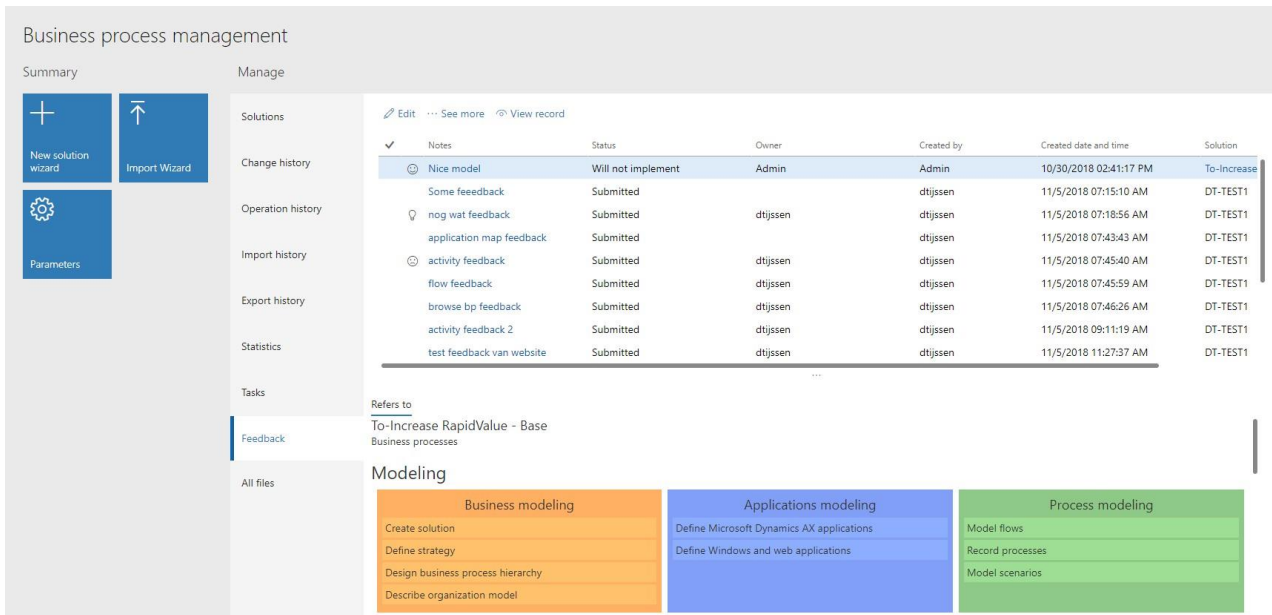 Business process management
Summary
Manage
New solution wizard
Import Wizard
Parameters
Solutions
Change history
Operation history
Import history
Export history
Statistics
Tasks
Feedback
All files
Edit ··· See more View record
Notes Status Owner Created by Created date and time Solution
Nice model Will not implement Admin Admin 10/30/2018 02:41:17 PM To-Increase
Some feeedback Submitted dtijssen 11/5/2018 07:15:10 AM DT-TEST1
nog wat feedback Submitted dtijssen dtijssen 11/5/2018 07:18:56 AM DT-TEST1
application map feedback Submitted dtijssen 11/5/2018 07:43:43 AM DT-TEST1
activity feedback Submitted dtijssen dtijssen 11/5/2018 07:45:40 AM DT-TEST1
flow feedback Submitted dtijssen dtijssen 11/5/2018 07:45:59 AM DT-TEST1
browse bp feedback Submitted dtijssen dtijssen 11/5/2018 07:46:26 AM DT-TEST1
activity feedback 2 Submitted dtijssen dtijssen 11/5/2018 09:11:19 AM DT-TEST1
test feedback van website Submitted dtijssen dtijssen 11/5/2018 11:27:37 AM DT-TEST1
Refers to
To-Increase RapidValue - Base
Business processes
Modeling
Business modeling
Create solution
Define strategy
Design business process hierarchy
Describe organization model
Applications modeling
Define Microsoft Dynamics AX applications
Define Windows and web applications
Process modeling
Model flows
Record processes
Model scenarios